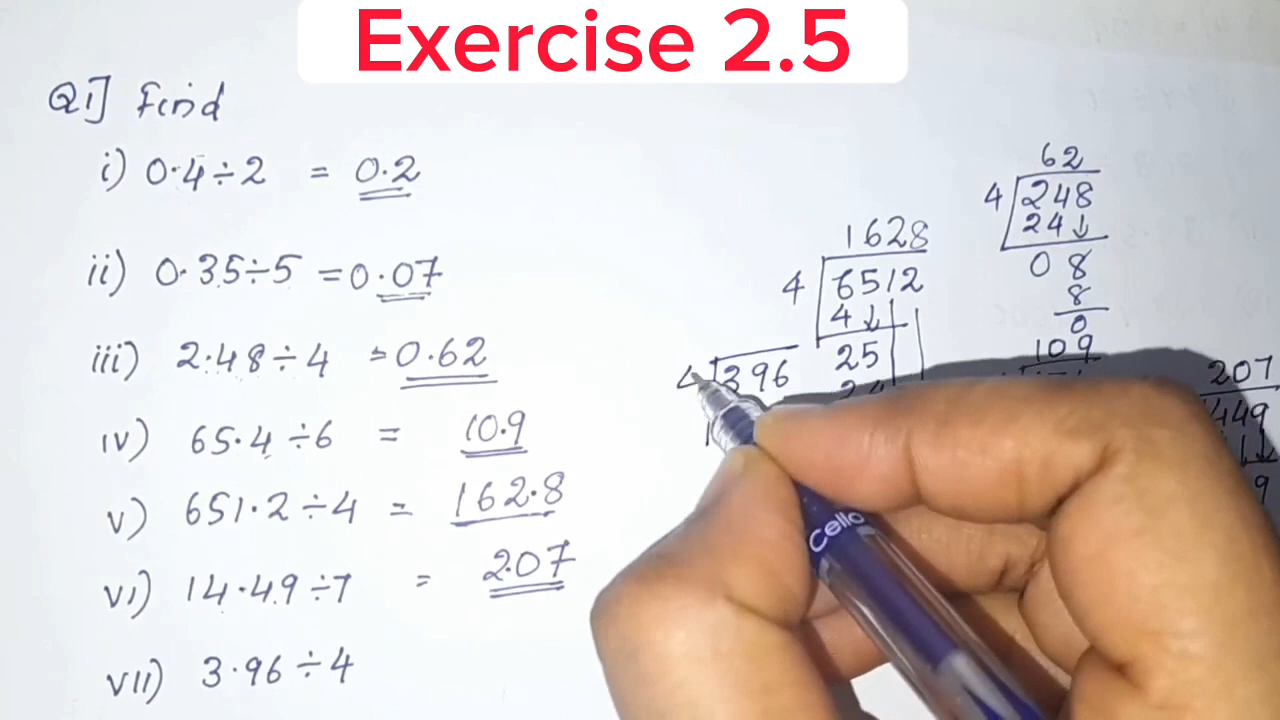 Exercise 2.5
Q1] Find
i) 0.4÷2 = 0.2
ii) 0.35÷5 = 0.07
iii) 2.48÷4 = 0.62
iv) 65.4÷6 = 10.9
v) 651.2÷4 = 162.8
vi) 14.49÷7 = 2.07
vii) 3.96÷4
62
4 248
24↓
08
8
0
1628
4 6512
4↓
25
24
4 396
109
207
449
↓↓
9
Cello